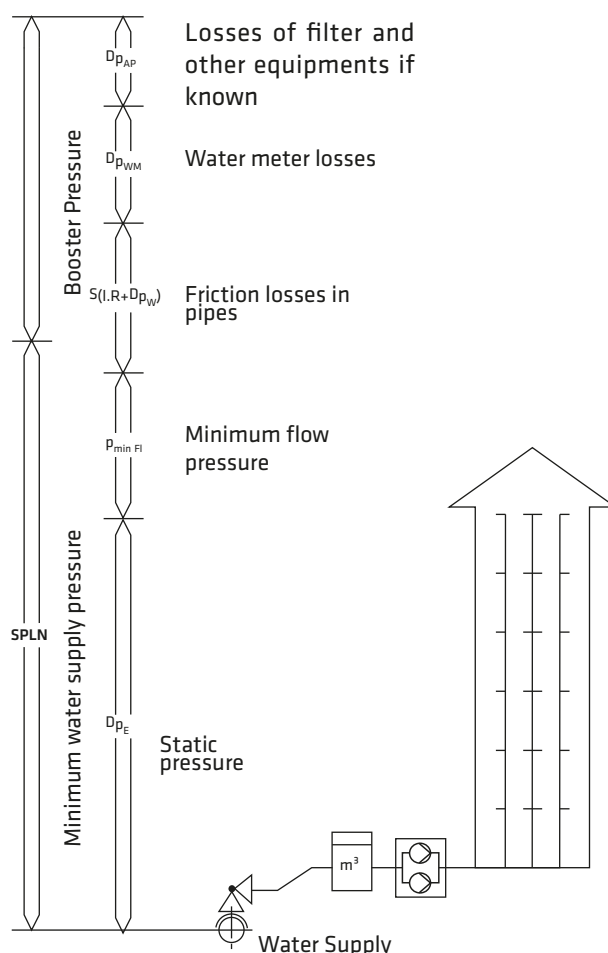 Dp_AP
Losses of filter and
other equipments if
known
Booster Pressure
Dp_WM
Water meter losses
S(I.R+Dp_W)
Friction losses in
pipes
p_min Fl
Minimum flow
pressure
SPLN
Minimum water supply pressure
Dp_E
Static
pressure
m³
Water Supply